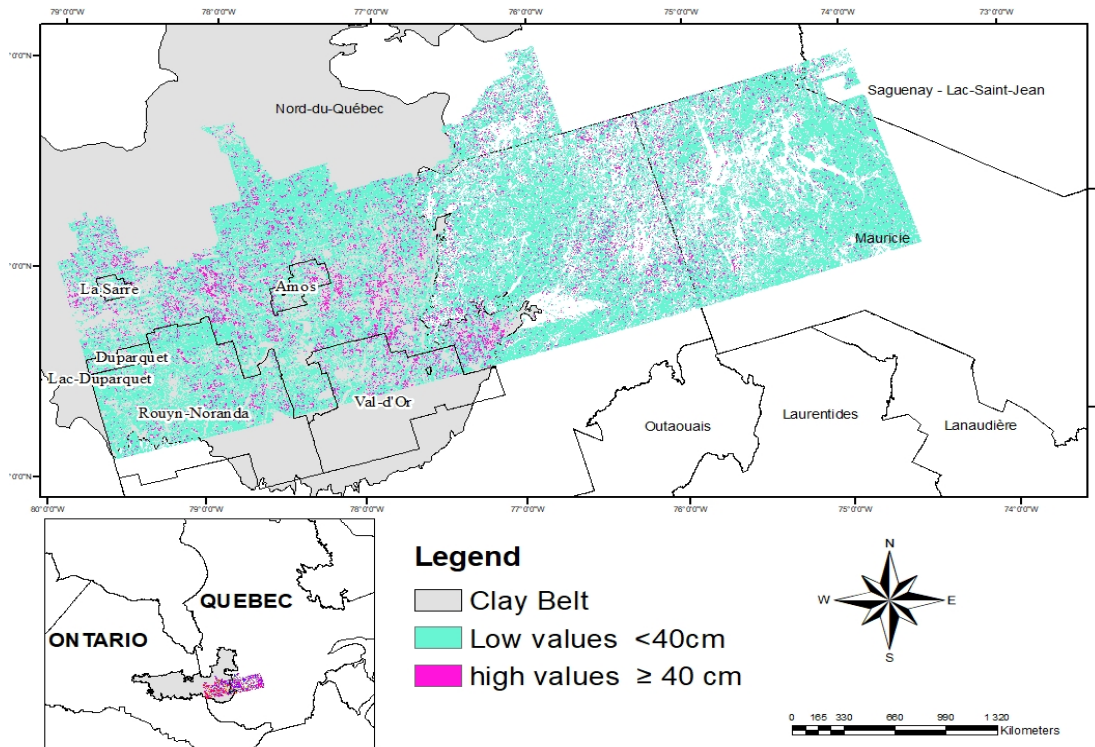 79°0'0"W 78°0'0"W 77°0'0"W 76°0'0"W 75°0'0"W 74°0'0"W 73°0'0"W
Nord-du-Québec
Saguenay - Lac-Saint-Jean
Mauricie
La Sarre
Amos
Duparquet
Lac-Duparquet
Rouyn-Noranda
Val-d'Or
Outaouais
Laurentides
Lanaudière
80°0'0"W 79°0'0"W 78°0'0"W 77°0'0"W 76°0'0"W 75°0'0"W 74°0'0"W
QUEBEC
ONTARIO
Legend
Clay Belt
Low values <40cm
high values ≥ 40 cm
N
W E
S
0 165 330 660 990 1 320
Kilometers